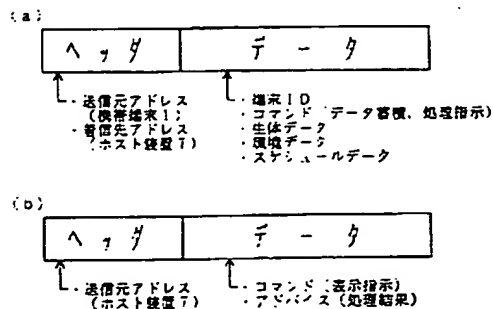 (a)
ヘッダ データ
・送信元アドレス ・端末ID
(携帯端末1) ・コマンド(データ蓄積、処理指示)
・着信先アドレス ・生体データ
(ホスト装置7) ・環境データ
・スケジュールデータ
(b)
ヘッダ データ
・送信元アドレス ・コマンド(表示指示)
(ホスト装置7) ・アドバイス(処理結果)